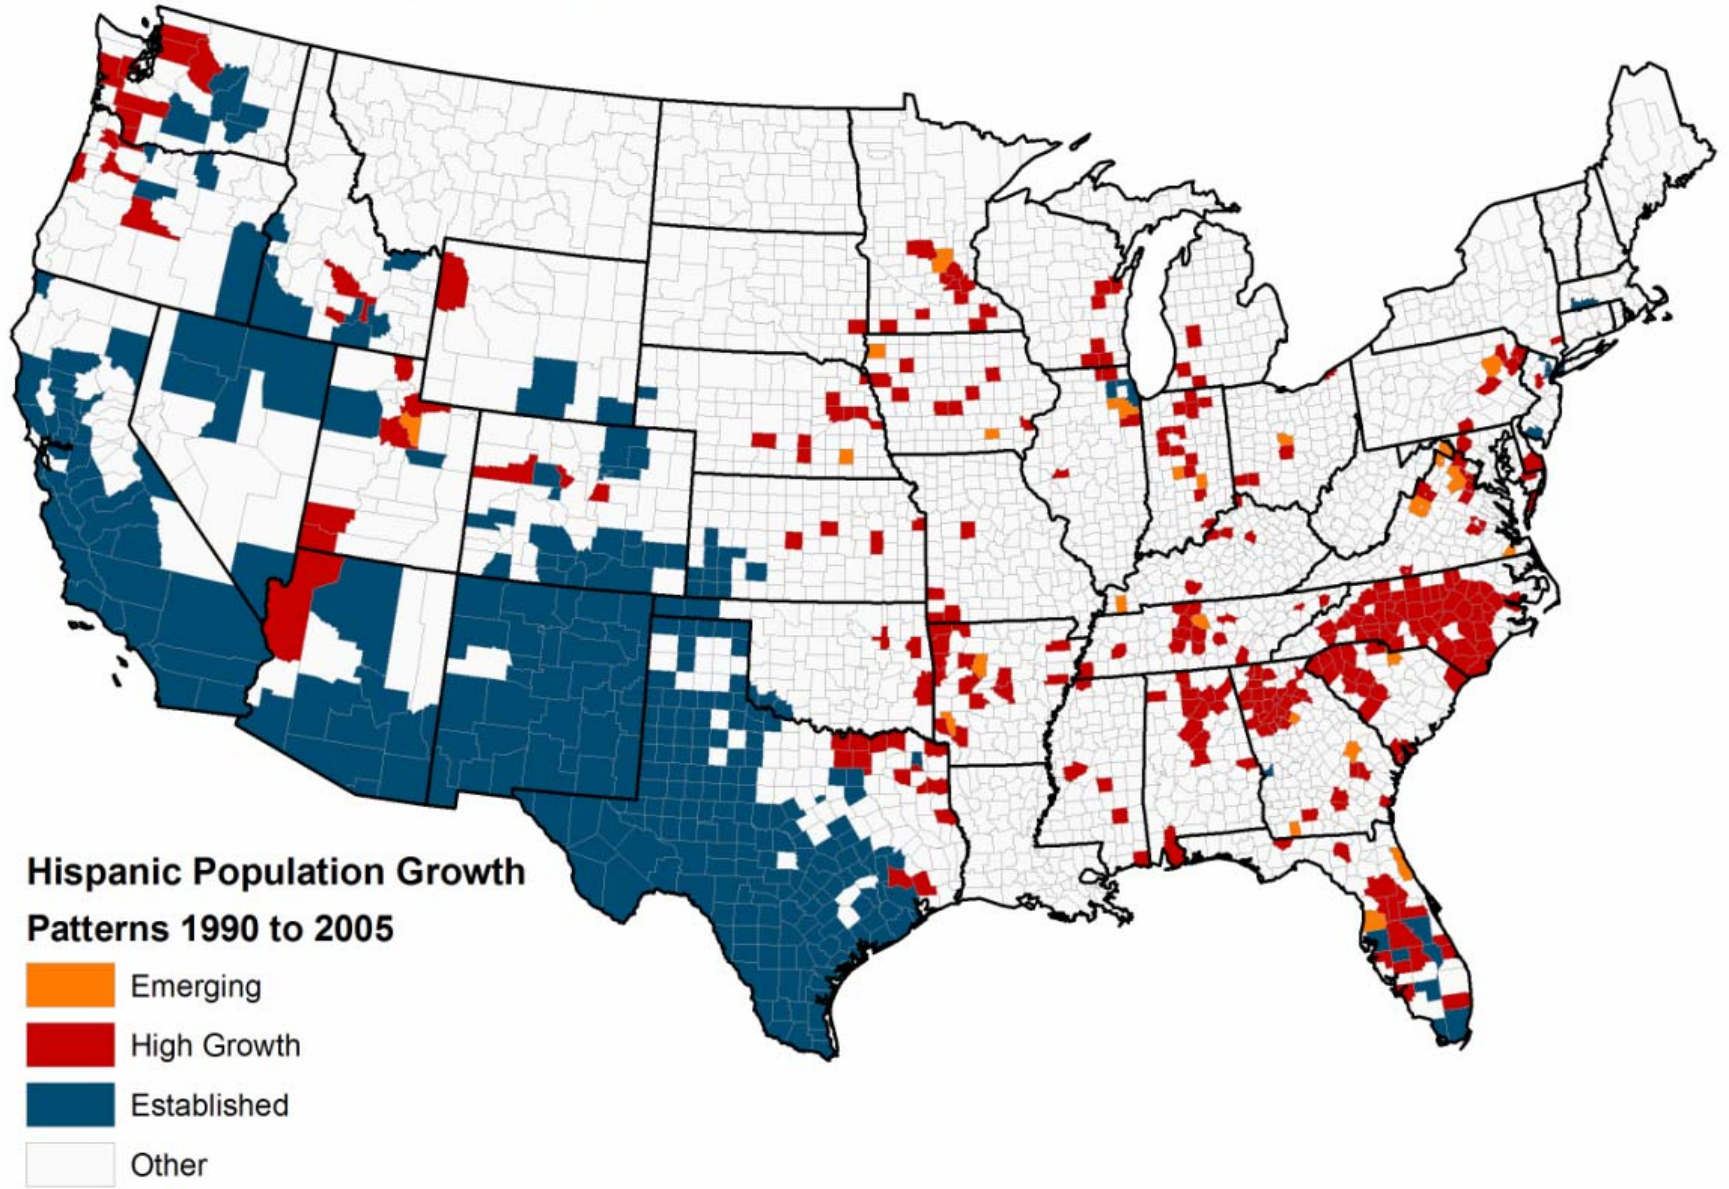 Hispanic Population Growth
Patterns 1990 to 2005
Emerging
High Growth
Established
Other